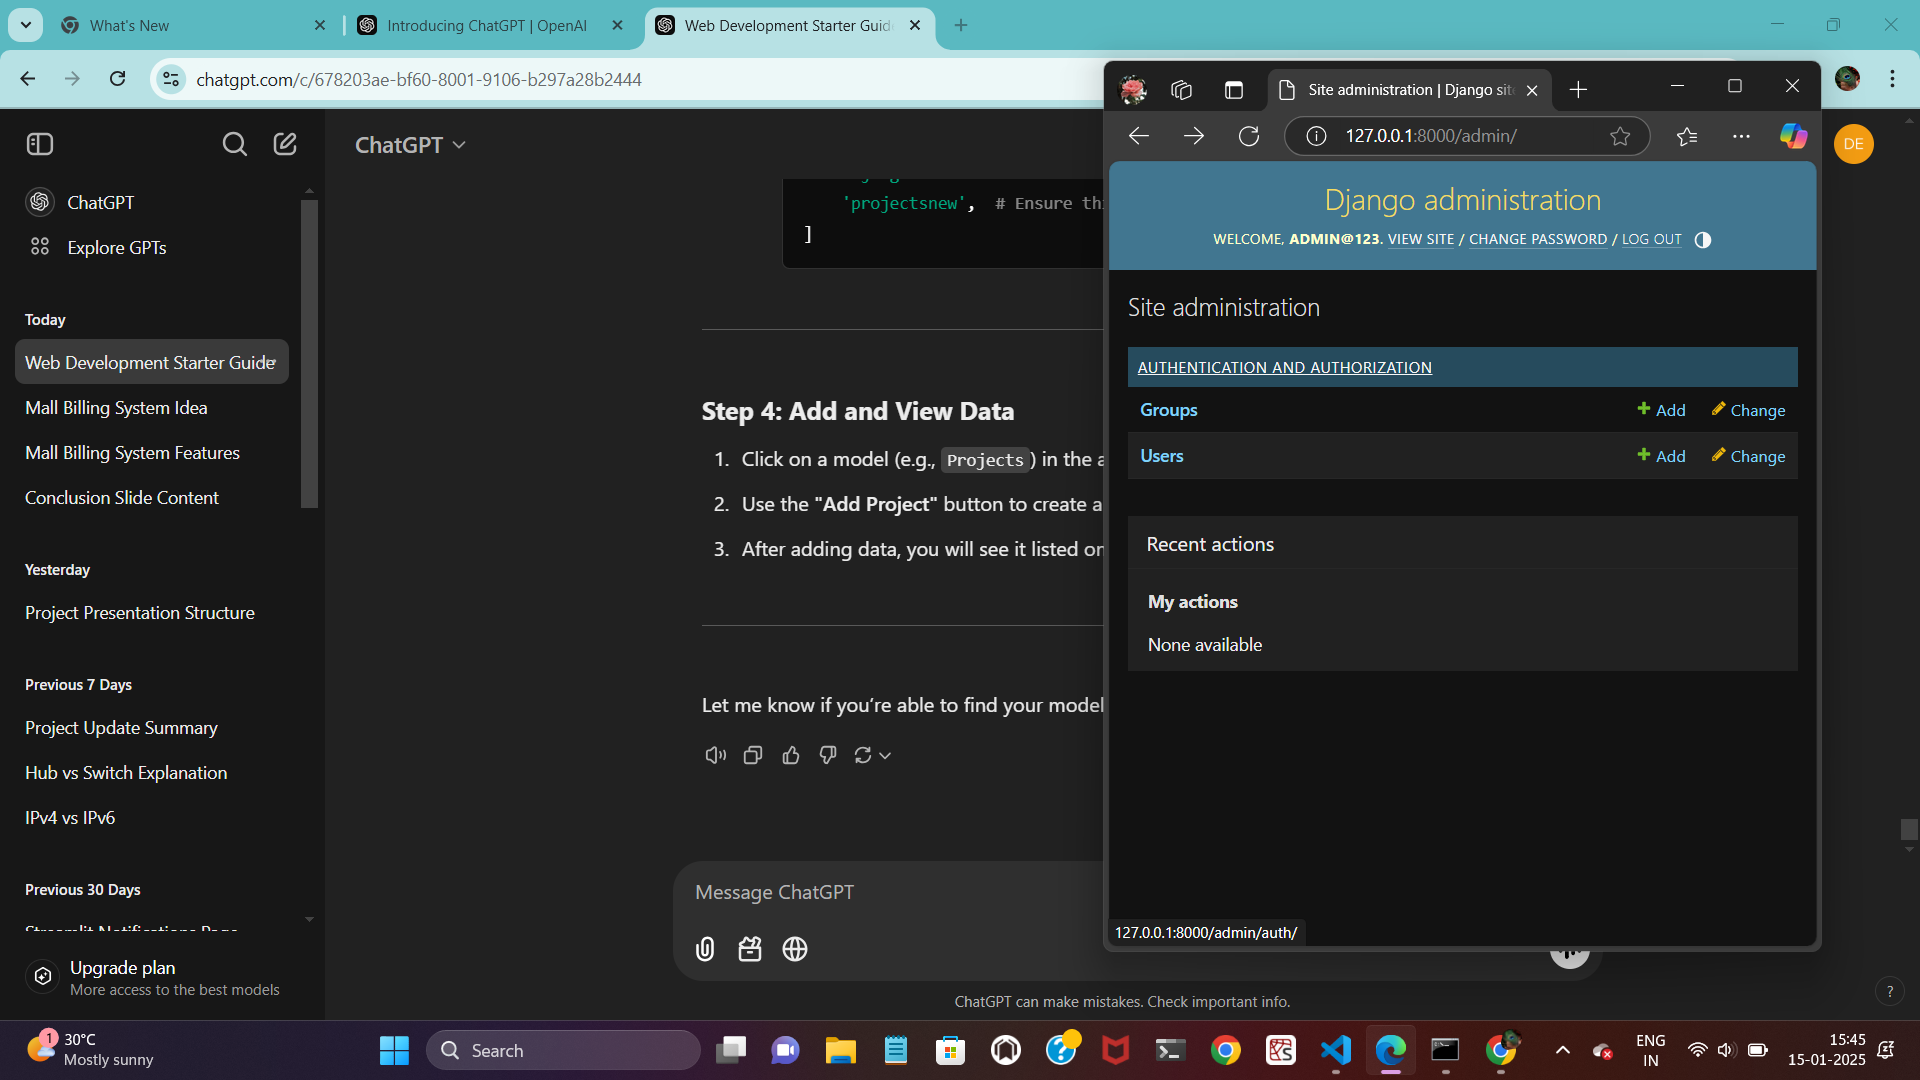 What's New
Introducing ChatGPT | OpenAI
Web Development Starter Guid
chatgpt.com/c/678203ae-bf60-8001-9106-b297a28b2444
ChatGPT
Explore GPTs
Today
Web Development Starter Guide
Mall Billing System Idea
Mall Billing System Features
Conclusion Slide Content
Yesterday
Project Presentation Structure
Previous 7 Days
Project Update Summary
Hub vs Switch Explanation
IPv4 vs IPv6
Previous 30 Days
Streamlit Notifications Page
Upgrade plan
More access to the best models
ChatGPT
DE
'projectsnew', # Ensure thi
]
Step 4: Add and View Data
1. Click on a model (e.g., Projects) in the a
2. Use the "Add Project" button to create a
3. After adding data, you will see it listed or
Let me know if you're able to find your model
Message ChatGPT
ChatGPT can make mistakes. Check important info.
?
Site administration | Django sit
127.0.0.1:8000/admin/
Django administration
WELCOME, ADMIN@123. VIEW SITE / CHANGE PASSWORD / LOG OUT
Site administration
AUTHENTICATION AND AUTHORIZATION
Groups
Add
Change
Users
Add
Change
Recent actions
My actions
None available
127.0.0.1:8000/admin/auth/
1
30°C
Mostly sunny
Search
ENG
IN
15:45
15-01-2025